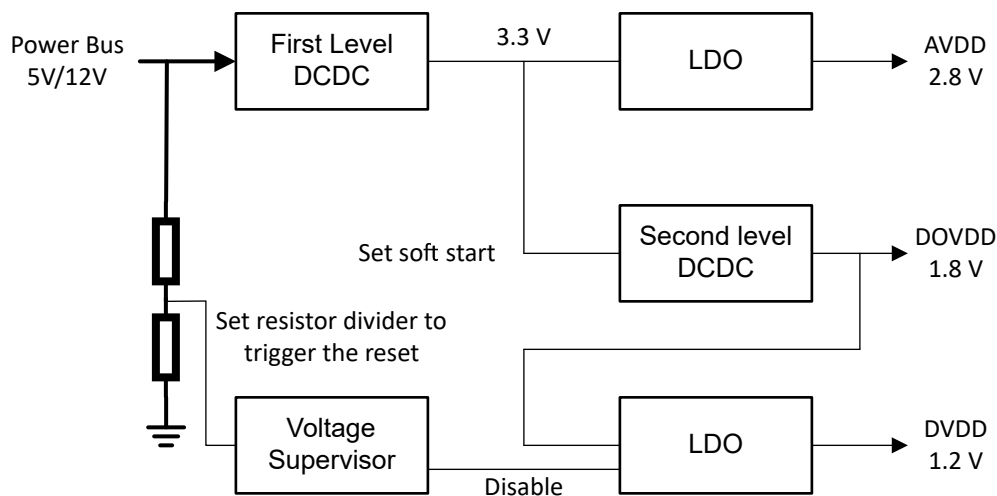 Power Bus
5V/12V
First Level
DCDC
3.3 V
LDO
AVDD
2.8 V
Set soft start
Second level
DCDC
DOVDD
1.8 V
Set resistor divider to
trigger the reset
Voltage
Supervisor
Disable
LDO
DVDD
1.2 V